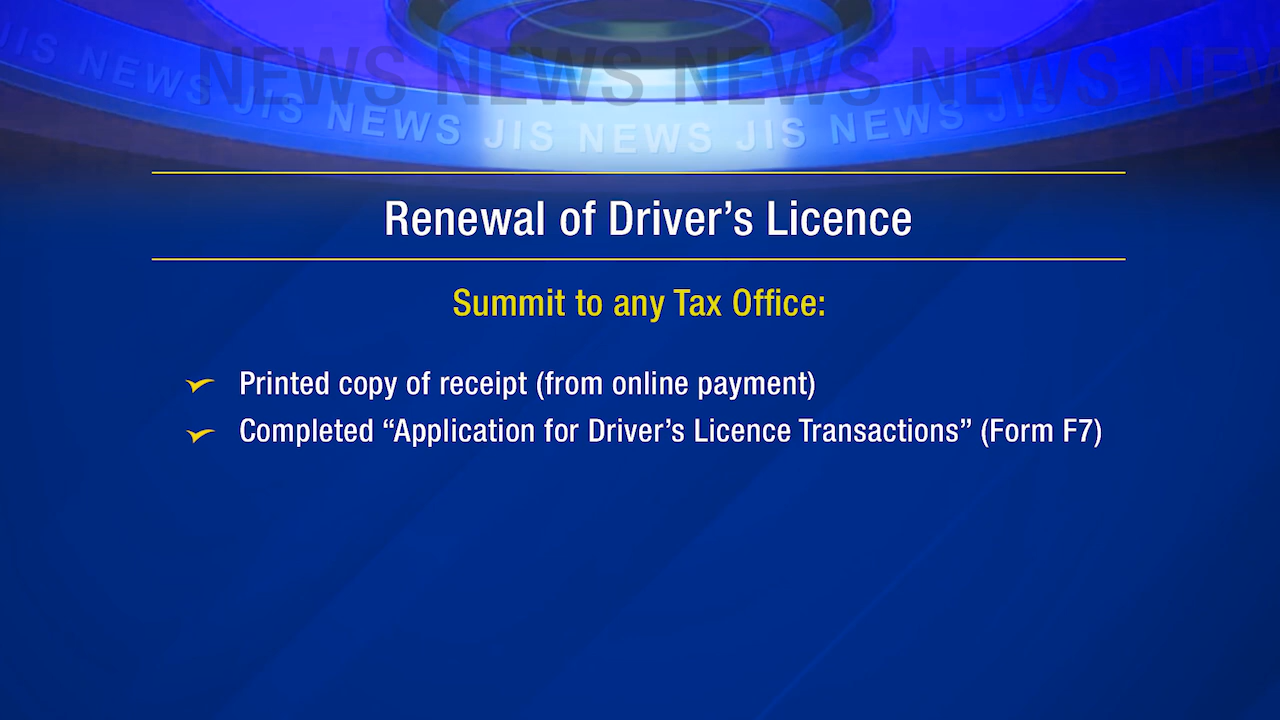 NEWS NEWS NEWS NEWS NEW
JIS NEWS JIS NEWS JIS NEWS JIS NEWS JIS
Renewal of Driver’s Licence
Summit to any Tax Office:
Printed copy of receipt (from online payment)
Completed “Application for Driver’s Licence Transactions” (Form F7)